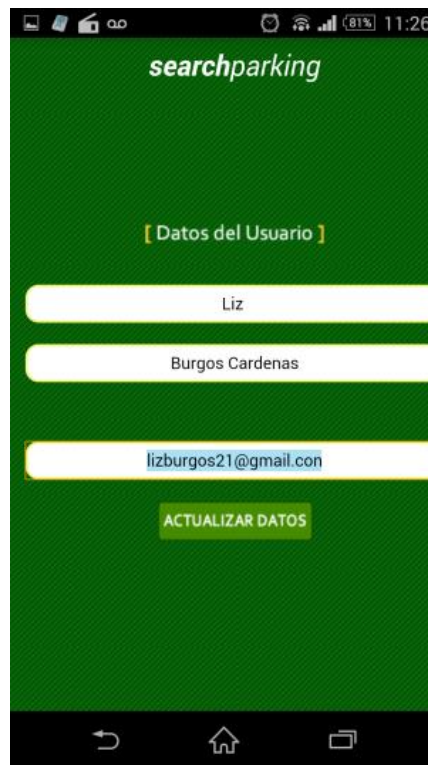 81% 11:26
searchparking
[ Datos del Usuario ]
Liz
Burgos Cardenas
lizburgos21@gmail.con
ACTUALIZAR DATOS